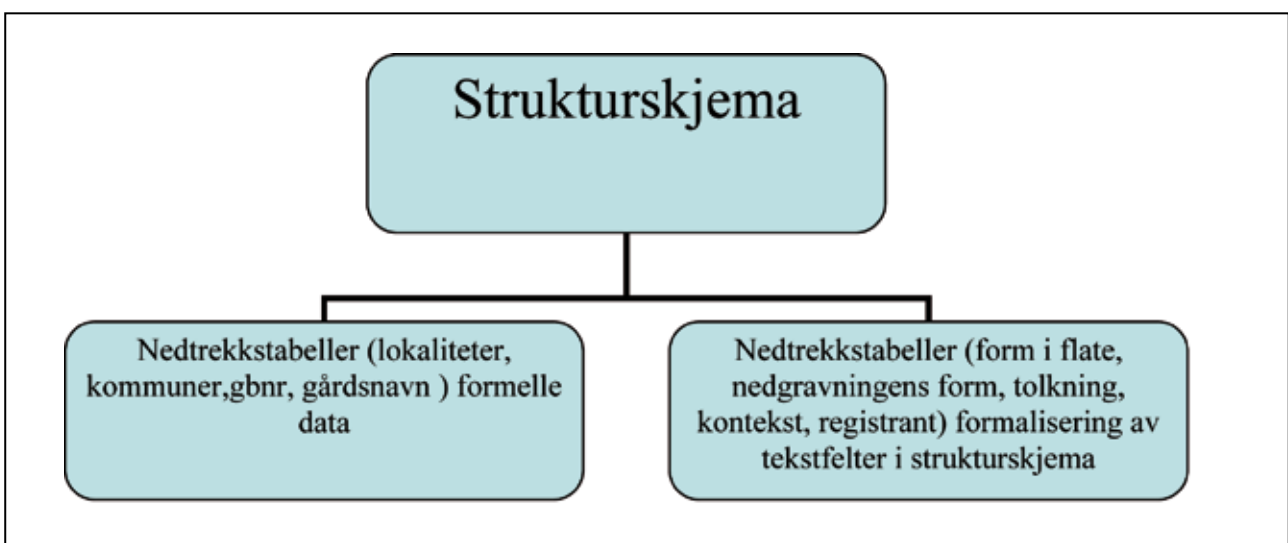 Strukturskjema
Nedtrekkstabeller (lokaliteter,
kommuner,gbnr, gårdsnavn ) formelle
data
Nedtrekkstabeller (form i flate,
nedgravningens form, tolkning,
kontekst, registrant) formalisering av
tekstfelter i strukturskjema